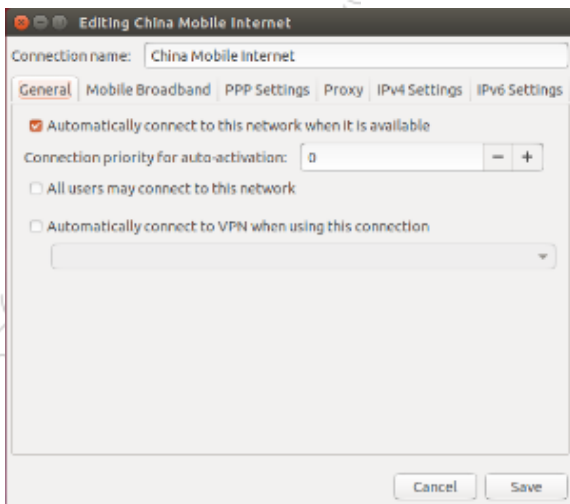 Editing China Mobile Internet
Connection name: China Mobile Internet
General Mobile Broadband PPP Settings Proxy IPv4 Settings IPv6 Settings
Automatically connect to this network when it is available
Connection priority for auto-activation: 0 − +
All users may connect to this network
Automatically connect to VPN when using this connection
Cancel Save